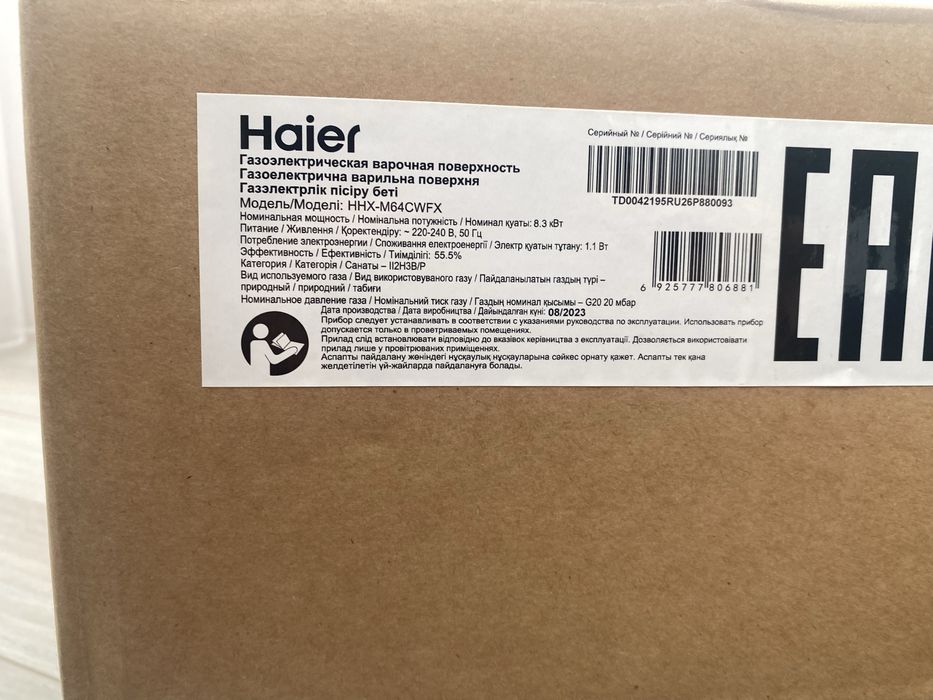 Haier
Газоэлектрическая варочная поверхность
Газоелектрична варильна поверхня
Газэлектрлік пісіру беті
Модель/Моделі: HHX-M64CWFX
Номинальная мощность / Номінальна потужність / Номинал қуаты: 8.3 кВт
Питание / Живлення / Қоректендіру: ~ 220-240 В, 50 Гц
Потребление электроэнергии / Споживання електроенергії / Электр қуатын тутану: 1.1 Вт
Эффективность / Ефективність / Тиімділігі: 55.5%
Категория / Категорія / Санаты – II2H3B/P
Вид используемого газа / Вид використовуваного газу / Пайдаланылатын газдың түрі –
природный / природний / табиғи
Номинальное давление газа / Номінальний тиск газу / Газдың номинал қысымы – G20 20 мбар
Дата производства / Дата виробництва / Дайындалған күні: 08/2023
Прибор следует устанавливать в соответствии с указаниями руководства по эксплуатации. Использовать прибор
допускается только в проветриваемых помещениях.
Прилад слід встановлювати відповідно до вказівок керівництва з експлуатації. Дозволяється використовувати
прилад лише у провітрюваних приміщеннях.
Аспапты пайдалану жөніндегі нұсқаулық нұсқауларына сәйкес орнату қажет. Аспапты тек қана
желдетілетін үй-жайларда пайдалануға болады.
Серийный № / Серійний № / Сериялық №
TD0042195RU26P880093
6 925777 806881
EAC